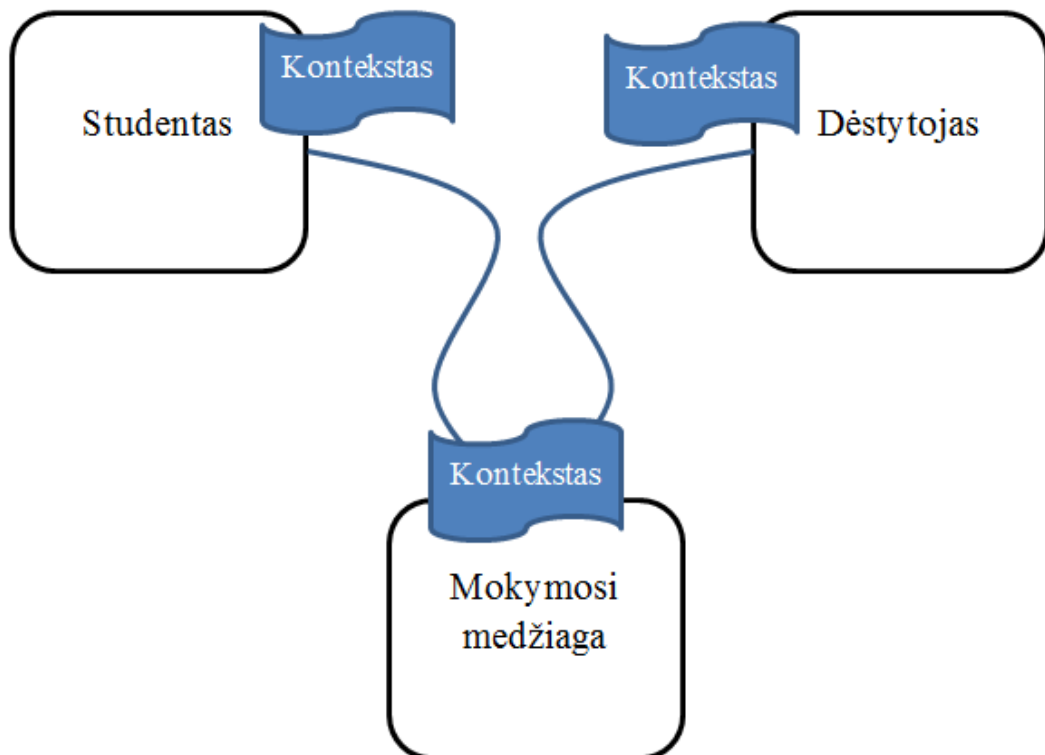 Kontekstas
Studentas
Kontekstas
Dėstytojas
Kontekstas
Mokymosi
medžiaga